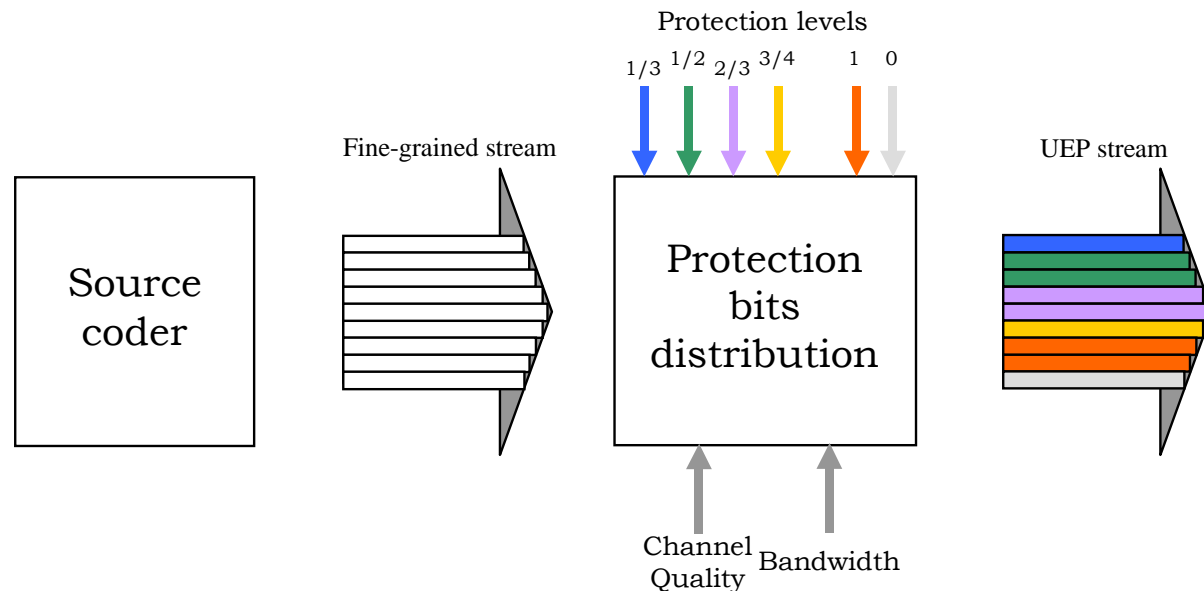 Protection levels
1/3 1/2 2/3 3/4 1 0
Fine-grained stream
UEP stream
Source
coder
Protection
bits
distribution
Channel
Quality
Bandwidth